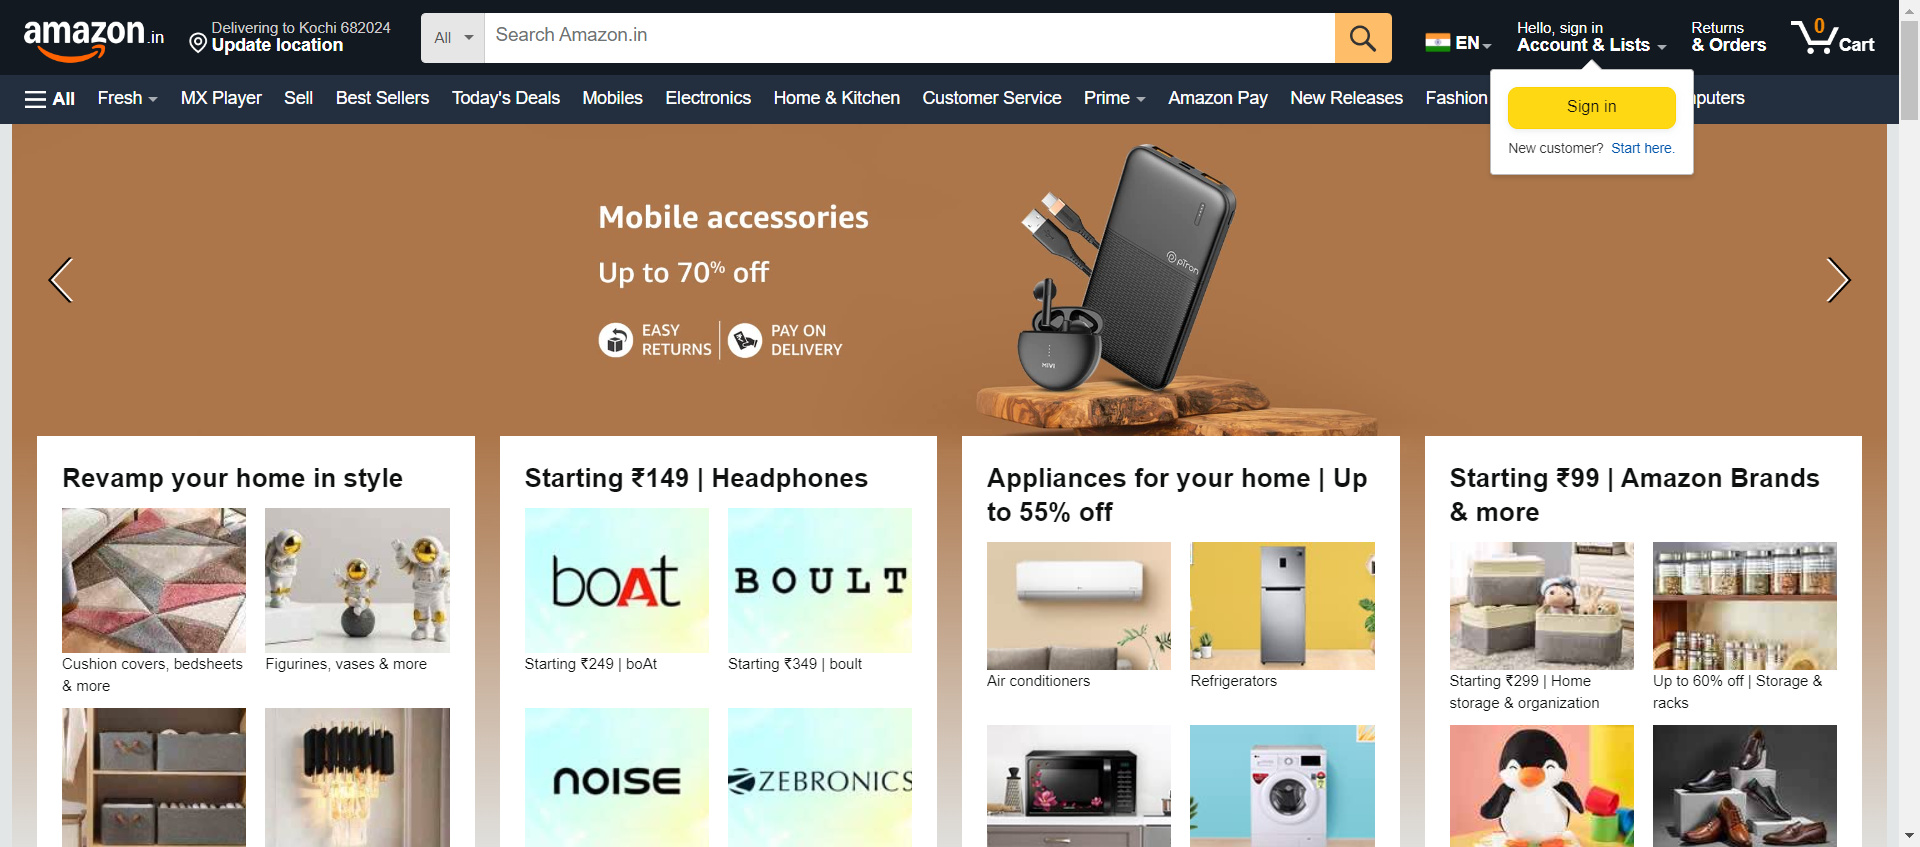 amazon.in
Delivering to Kochi 682024
Update location
All
Search Amazon.in
EN
Hello, sign in
Account & Lists
Returns
& Orders
0
Cart
All
Fresh
MX Player
Sell
Best Sellers
Today's Deals
Mobiles
Electronics
Home & Kitchen
Customer Service
Prime
Amazon Pay
New Releases
Fashion
puters
Sign in
New customer? Start here.
Mobile accessories
Up to 70% off
EASY
RETURNS
PAY ON
DELIVERY
pTron
MIVI
Revamp your home in style
Cushion covers, bedsheets
& more
Figurines, vases & more
Starting ₹149 | Headphones
boAt
BOULT
Starting ₹249 | boAt
Starting ₹349 | boult
NOISE
ZEBRONICS
Appliances for your home | Up
to 55% off
Air conditioners
Refrigerators
Starting ₹99 | Amazon Brands
& more
Starting ₹299 | Home
storage & organization
Up to 60% off | Storage &
racks